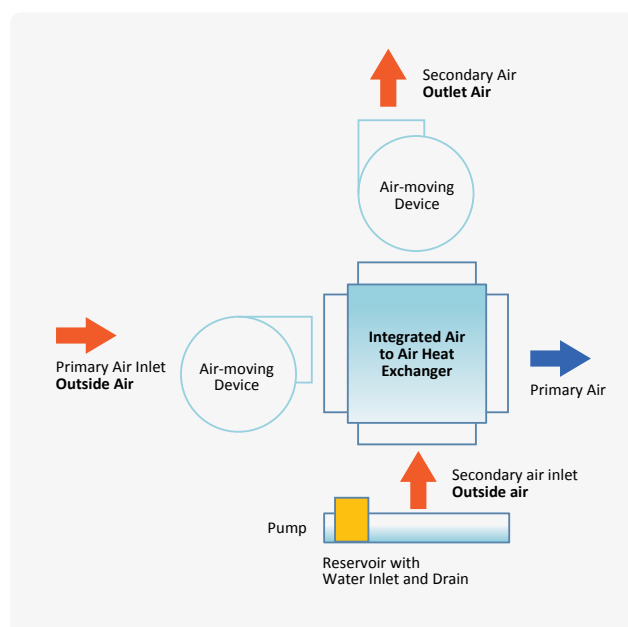 Secondary Air
Outlet Air
Air-moving
Device
Integrated Air
to Air Heat
Exchanger
Primary Air Inlet
Outside Air
Air-moving
Device
Primary Air
Secondary air inlet
Outside air
Pump
Reservoir with
Water Inlet and Drain